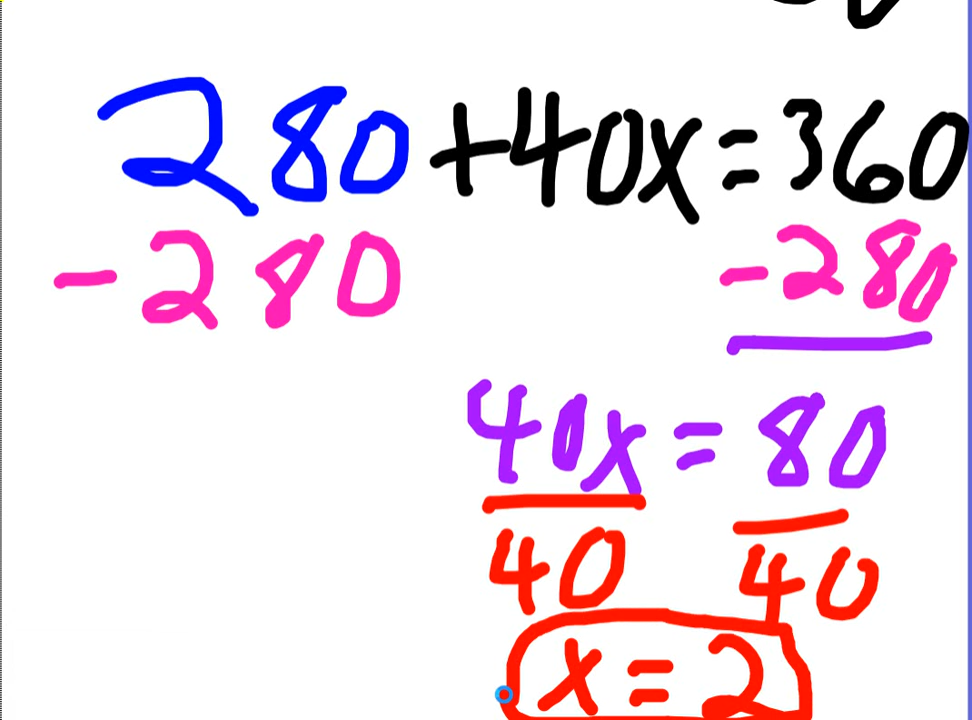 280 +40x=360
-280 -280
40x = 80
40 40
x = 2